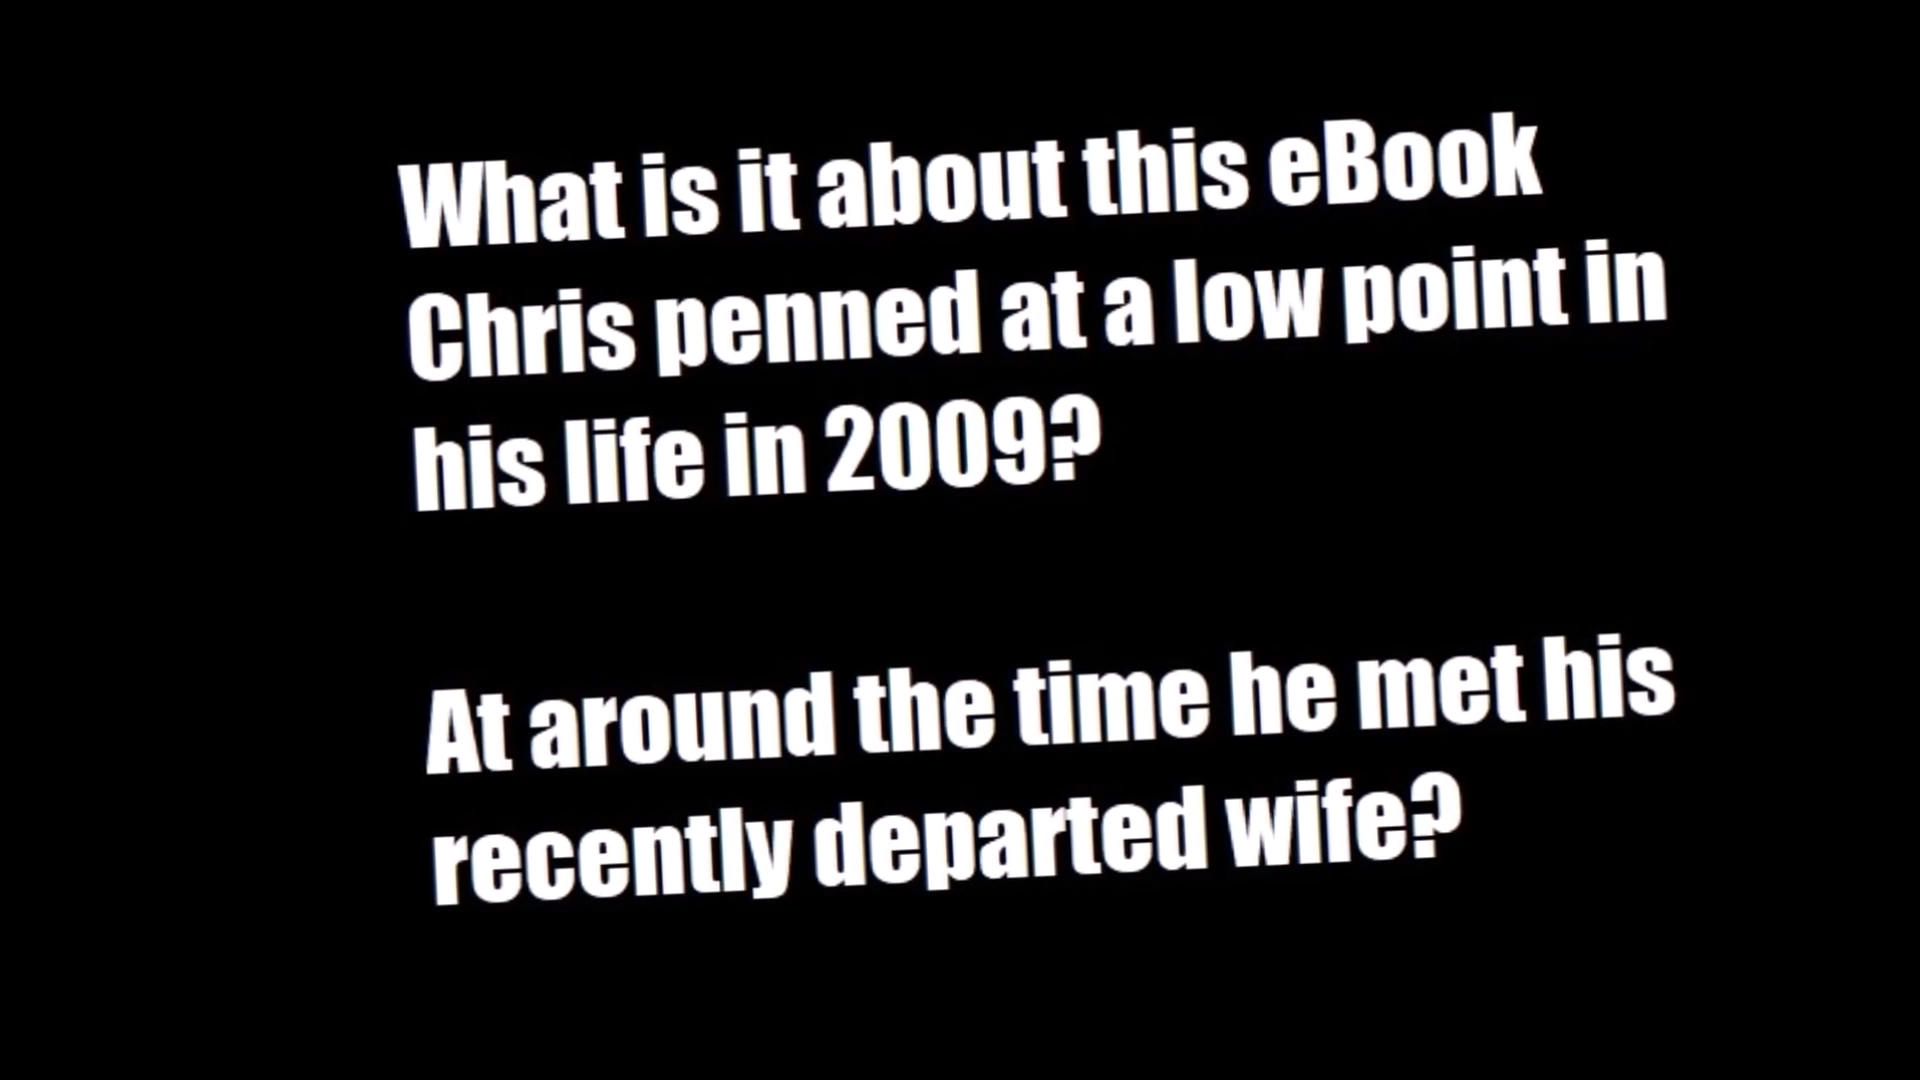 What is it about this eBook
Chris penned at a low point in
his life in 2009?
At around the time he met his
recently departed wife?